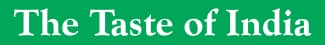 The Taste of India